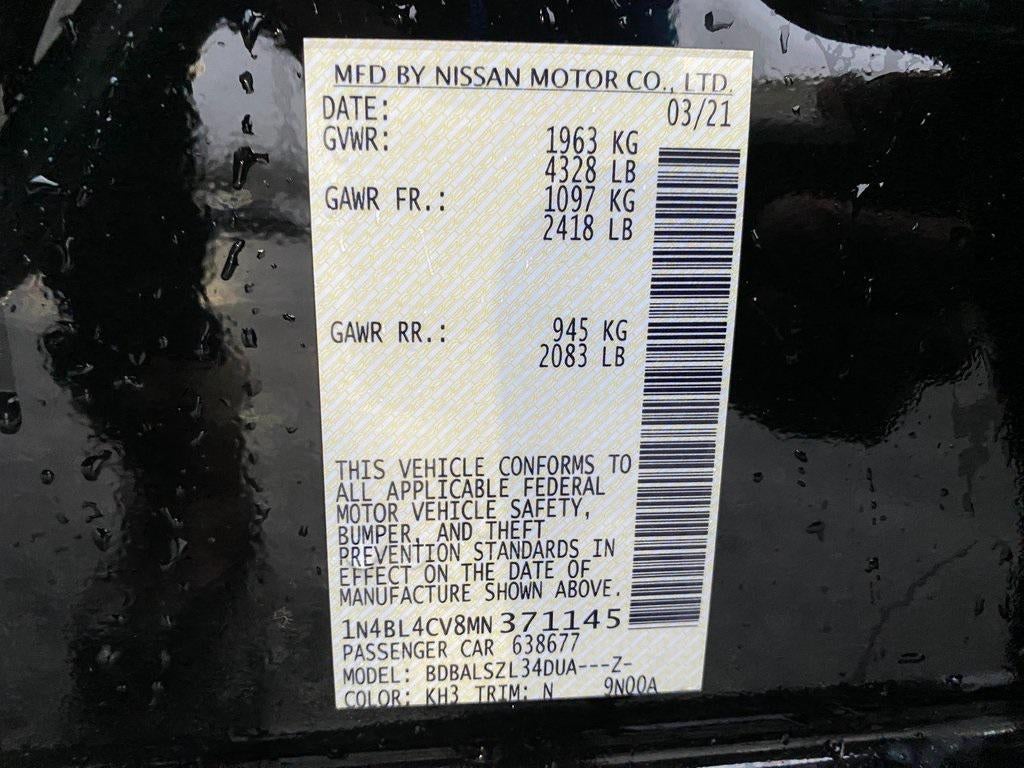 MFD BY NISSAN MOTOR CO., LTD.
DATE: 03/21
GVWR: 1963 KG
4328 LB
GAWR FR.: 1097 KG
2418 LB
GAWR RR.: 945 KG
2083 LB
THIS VEHICLE CONFORMS TO
ALL APPLICABLE FEDERAL
MOTOR VEHICLE SAFETY,
BUMPER, AND THEFT
PREVENTION STANDARDS IN
EFFECT ON THE DATE OF
MANUFACTURE SHOWN ABOVE.
1N4BL4CV8MN 371145
PASSENGER CAR 638677
MODEL: BDBALSZL34DUA---Z-
COLOR: KH3 TRIM: N 9N00A